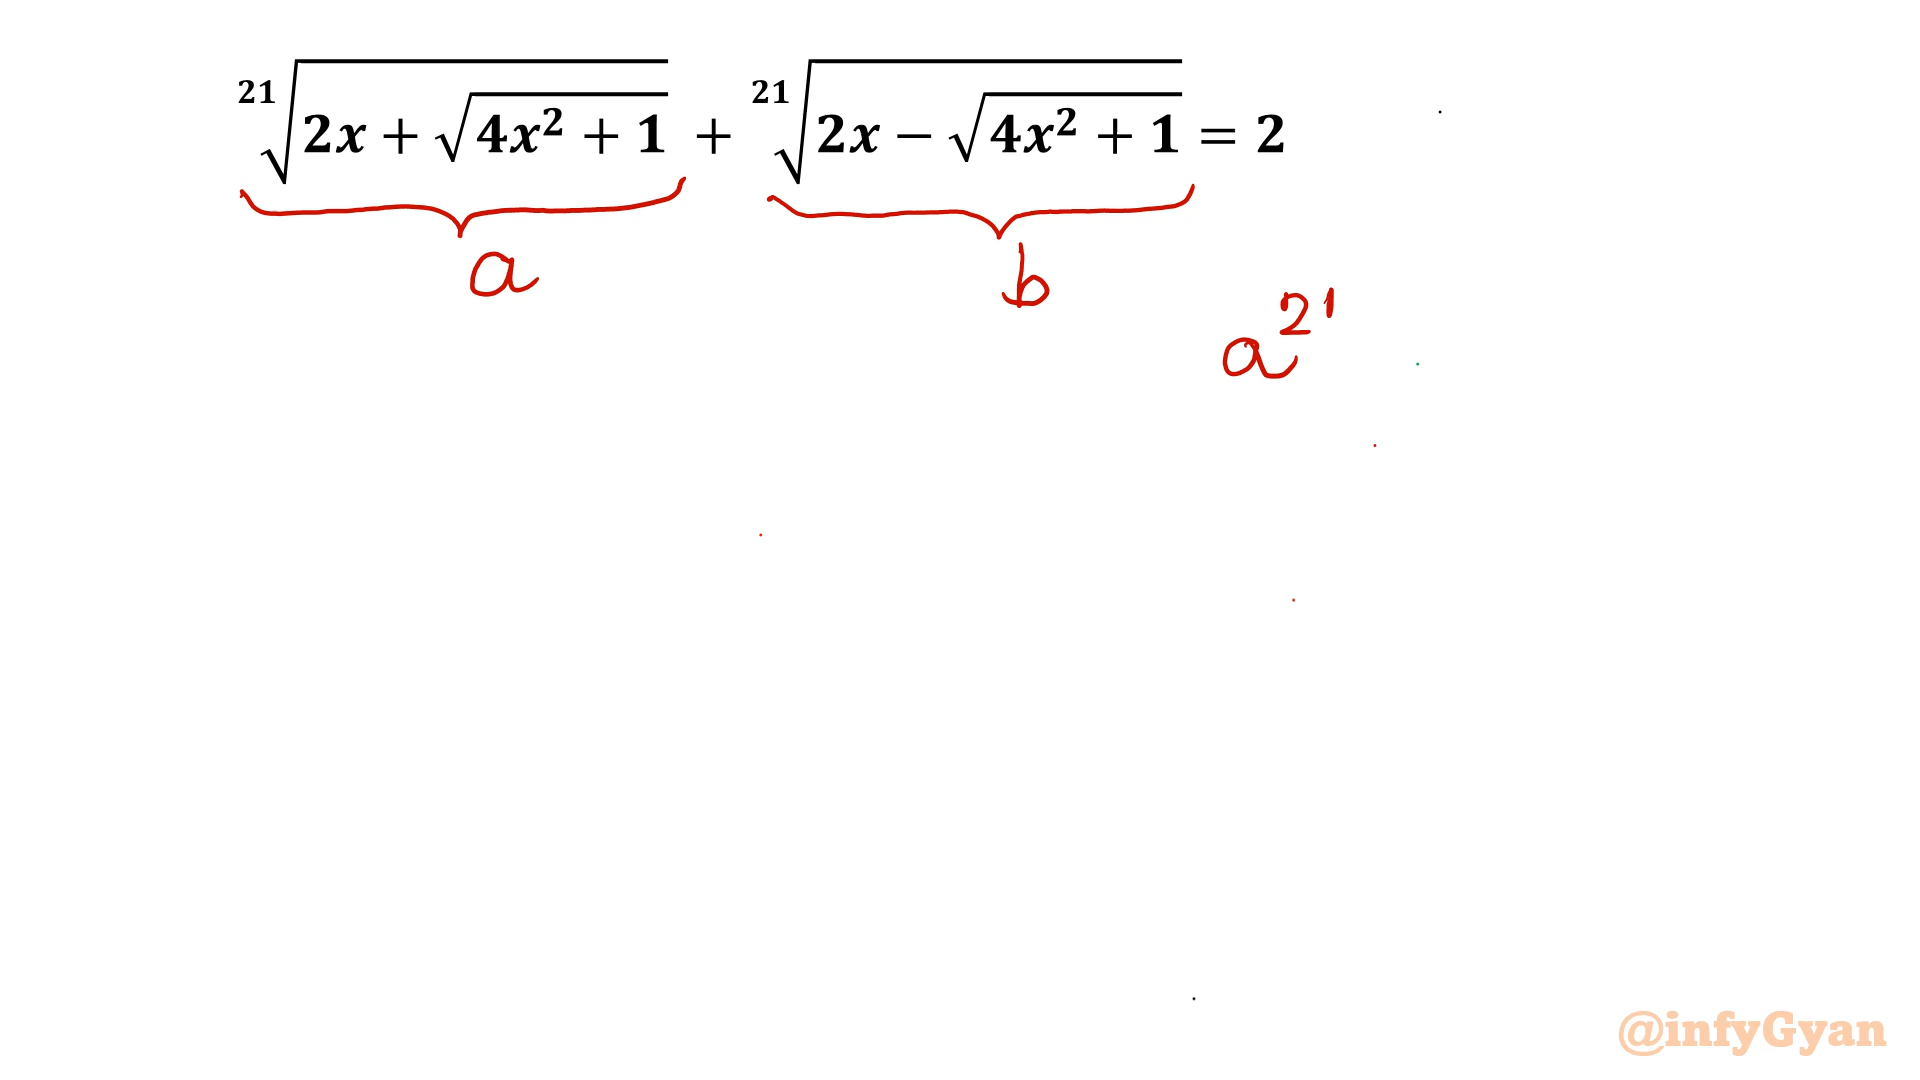 ²¹√(2x + √(4x² + 1)) + ²¹√(2x − √(4x² + 1)) = 2
a b
a²¹
@infyGyan